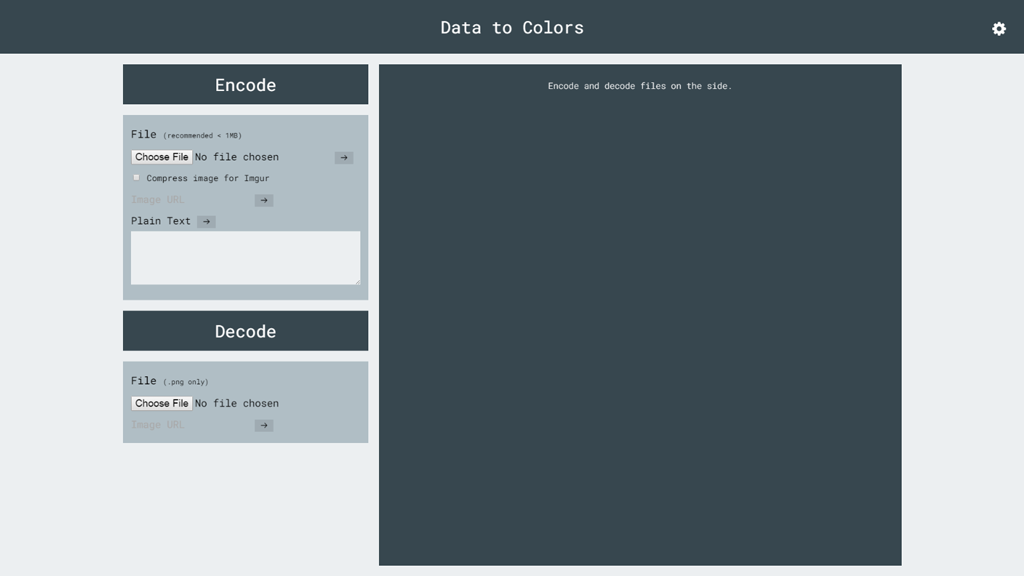 Data to Colors
Encode
File (recommended < 1MB)
Choose File No file chosen →
Compress image for Imgur
Image URL →
Plain Text →
Decode
File (.png only)
Choose File No file chosen
Image URL →
Encode and decode files on the side.